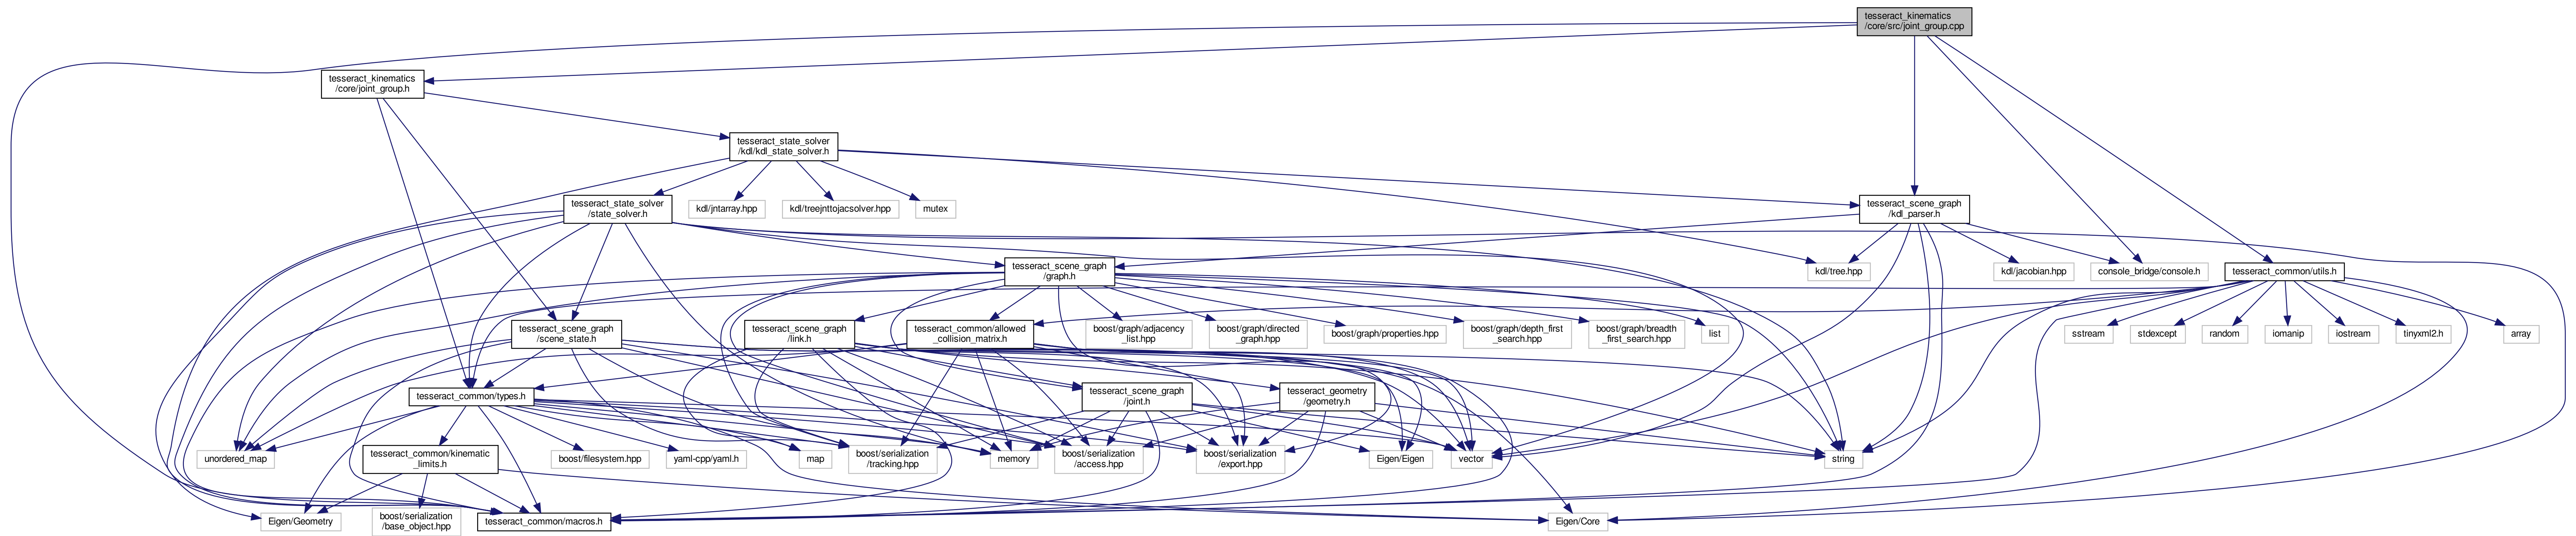 tesseract_kinematics
/core/src/joint_group.cpp
tesseract_kinematics
/core/joint_group.h
tesseract_state_solver
/kdl/kdl_state_solver.h
tesseract_state_solver
/state_solver.h
kdl/jntarray.hpp
kdl/treejnttojacsolver.hpp
mutex
tesseract_scene_graph
/kdl_parser.h
tesseract_scene_graph
/graph.h
kdl/tree.hpp
kdl/jacobian.hpp
console_bridge/console.h
tesseract_common/utils.h
tesseract_scene_graph
/scene_state.h
tesseract_scene_graph
/link.h
tesseract_common/allowed
_collision_matrix.h
boost/graph/adjacency
_list.hpp
boost/graph/directed
_graph.hpp
boost/graph/properties.hpp
boost/graph/depth_first
_search.hpp
boost/graph/breadth
_first_search.hpp
list
sstream
stdexcept
random
iomanip
iostream
tinyxml2.h
array
tesseract_common/types.h
tesseract_scene_graph
/joint.h
tesseract_geometry
/geometry.h
unordered_map
tesseract_common/kinematic
_limits.h
boost/filesystem.hpp
yaml-cpp/yaml.h
map
boost/serialization
/tracking.hpp
memory
boost/serialization
/access.hpp
boost/serialization
/export.hpp
Eigen/Eigen
vector
string
Eigen/Geometry
boost/serialization
/base_object.hpp
tesseract_common/macros.h
Eigen/Core